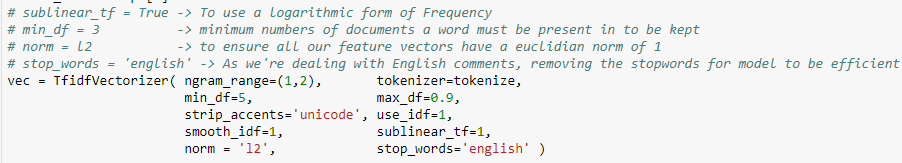 # sublinear_tf = True -> To use a logarithmic form of Frequency
# min_df = 3 -> minimum numbers of documents a word must be present in to be kept
# norm = l2 -> to ensure all our feature vectors have a euclidian norm of 1
# stop_words = 'english' -> As we're dealing with English comments, removing the stopwords for model to be efficient
vec = TfidfVectorizer( ngram_range=(1,2), tokenizer=tokenize,
min_df=5, max_df=0.9,
strip_accents='unicode', use_idf=1,
smooth_idf=1, sublinear_tf=1,
norm = 'l2', stop_words='english' )